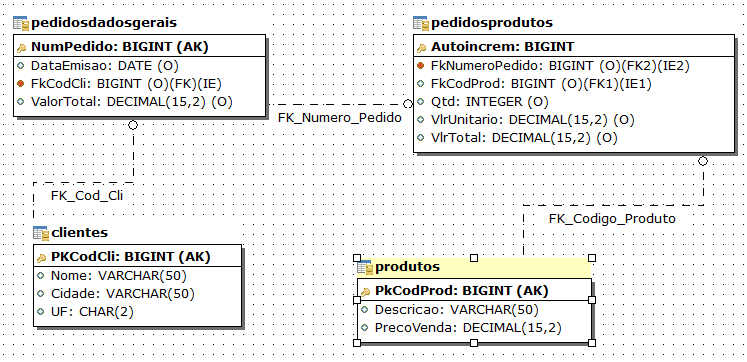 pedidosdadosgerais
NumPedido: BIGINT (AK)
DataEmisao: DATE (O)
FkCodCli: BIGINT (O)(FK)(IE)
ValorTotal: DECIMAL(15,2) (O)
pedidosprodutos
Autoincrem: BIGINT
FkNumeroPedido: BIGINT (O)(FK2)(IE2)
FkCodProd: BIGINT (O)(FK1)(IE1)
Qtd: INTEGER (O)
VlrUnitario: DECIMAL(15,2) (O)
VlrTotal: DECIMAL(15,2) (O)
FK_Numero_Pedido
FK_Cod_Cli
FK_Codigo_Produto
clientes
PKCodCli: BIGINT (AK)
Nome: VARCHAR(50)
Cidade: VARCHAR(50)
UF: CHAR(2)
produtos
PkCodProd: BIGINT (AK)
Descricao: VARCHAR(50)
PrecoVenda: DECIMAL(15,2)